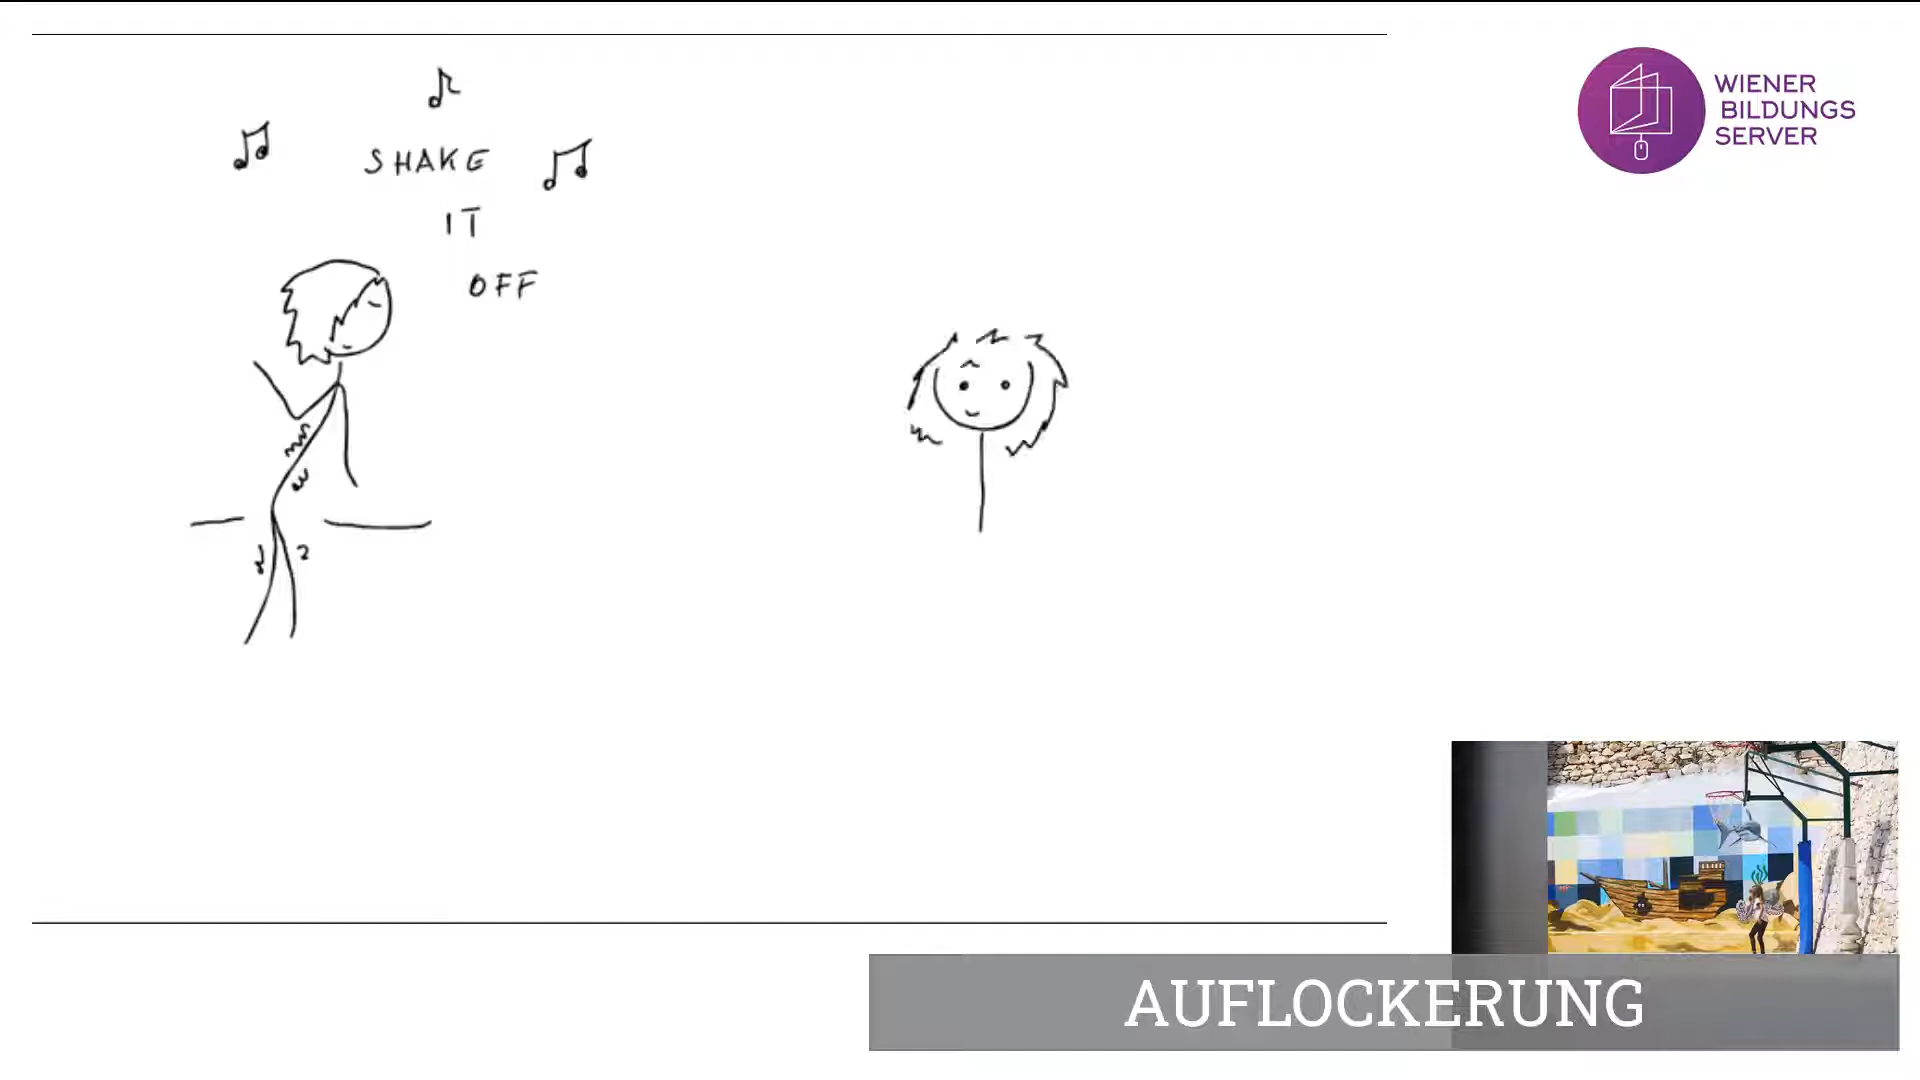 SHAKE
IT
OFF
WIENER
BILDUNGS
SERVER
AUFLOCKERUNG